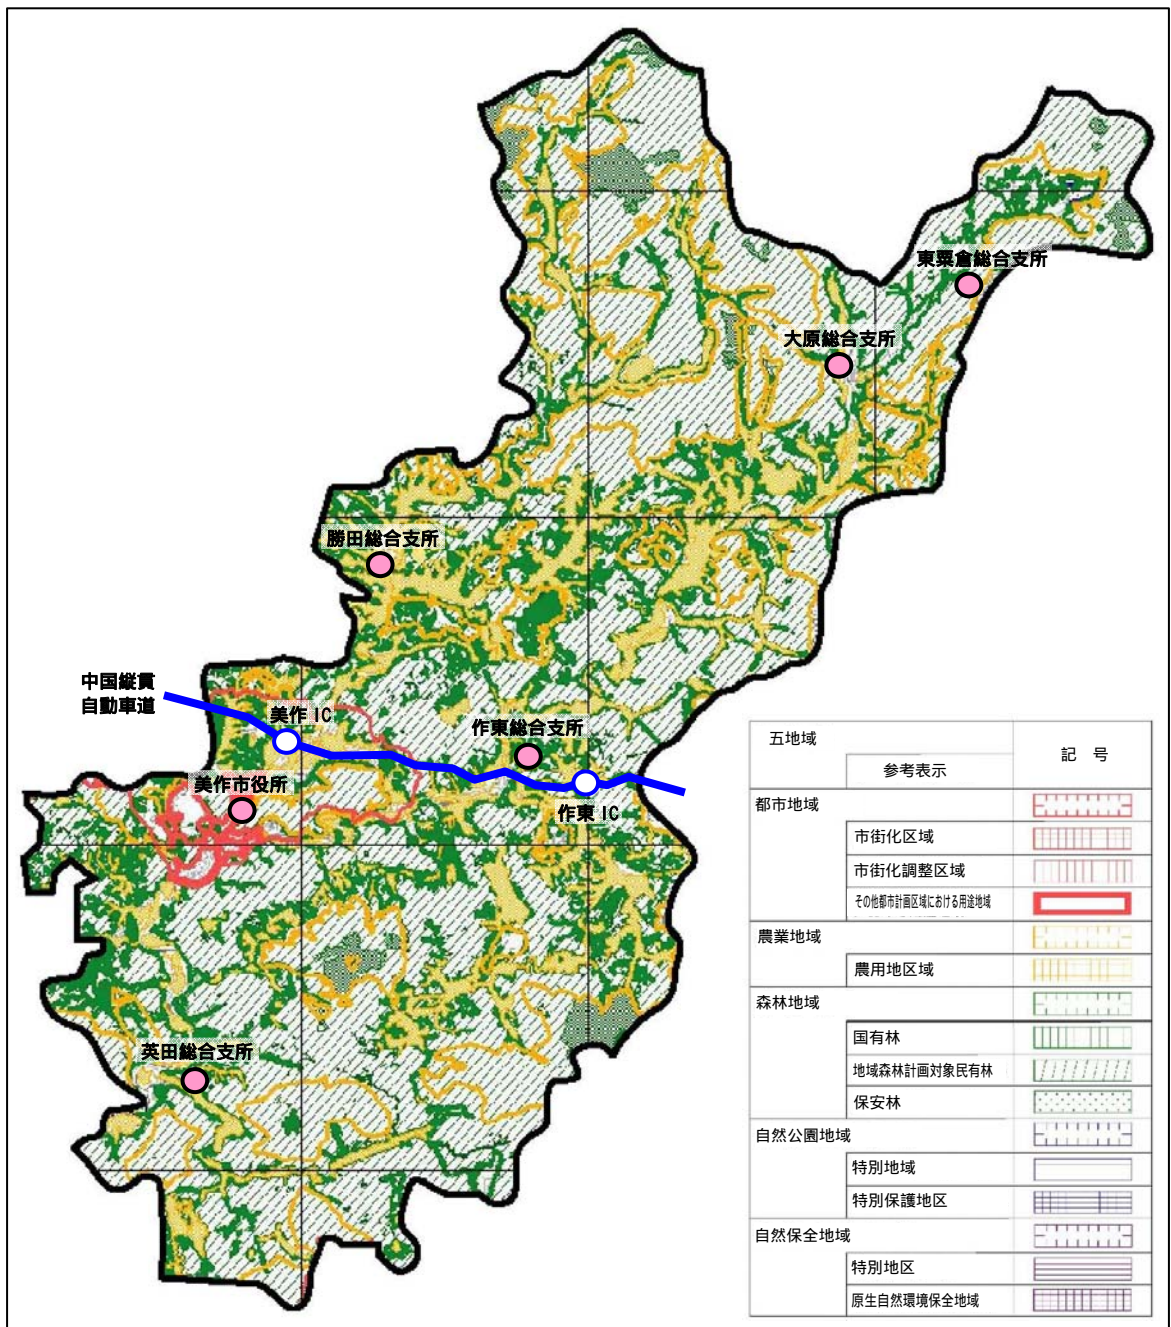 東粟倉総合支所
大原総合支所
勝田総合支所
中国縦貫
自動車道
美作 IC
作東総合支所
美作市役所
作東 IC
英田総合支所
五地域
参考表示
記 号
都市地域
市街化区域
市街化調整区域
その他都市計画区域における用途地域
農業地域
農用地区域
森林地域
国有林
地域森林計画対象民有林
保安林
自然公園地域
特別地域
特別保護地区
自然保全地域
特別地区
原生自然環境保全地域